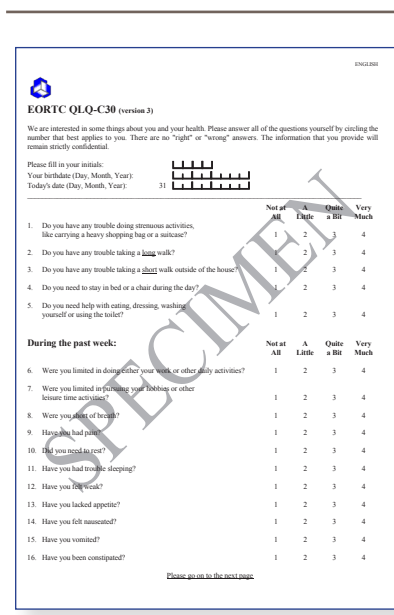 ENGLISH
EORTC QLQ-C30 (version 3)
We are interested in some things about you and your health. Please answer all of the questions yourself by circling the
number that best applies to you. There are no "right" or "wrong" answers. The information that you provide will
remain strictly confidential.
Please fill in your initials:
Your birthdate (Day, Month, Year):
Today's date (Day, Month, Year): 31
Not at All A Little Quite a Bit Very Much
1. Do you have any trouble doing strenuous activities,
like carrying a heavy shopping bag or a suitcase? 1 2 3 4
2. Do you have any trouble taking a long walk? 1 2 3 4
3. Do you have any trouble taking a short walk outside of the house? 1 2 3 4
4. Do you need to stay in bed or a chair during the day? 1 2 3 4
5. Do you need help with eating, dressing, washing
yourself or using the toilet? 1 2 3 4
During the past week: Not at All A Little Quite a Bit Very Much
6. Were you limited in doing either your work or other daily activities? 1 2 3 4
7. Were you limited in pursuing your hobbies or other
leisure time activities? 1 2 3 4
8. Were you short of breath? 1 2 3 4
9. Have you had pain? 1 2 3 4
10. Did you need to rest? 1 2 3 4
11. Have you had trouble sleeping? 1 2 3 4
12. Have you felt weak? 1 2 3 4
13. Have you lacked appetite? 1 2 3 4
14. Have you felt nauseated? 1 2 3 4
15. Have you vomited? 1 2 3 4
16. Have you been constipated? 1 2 3 4
Please go on to the next page
SPECIMEN